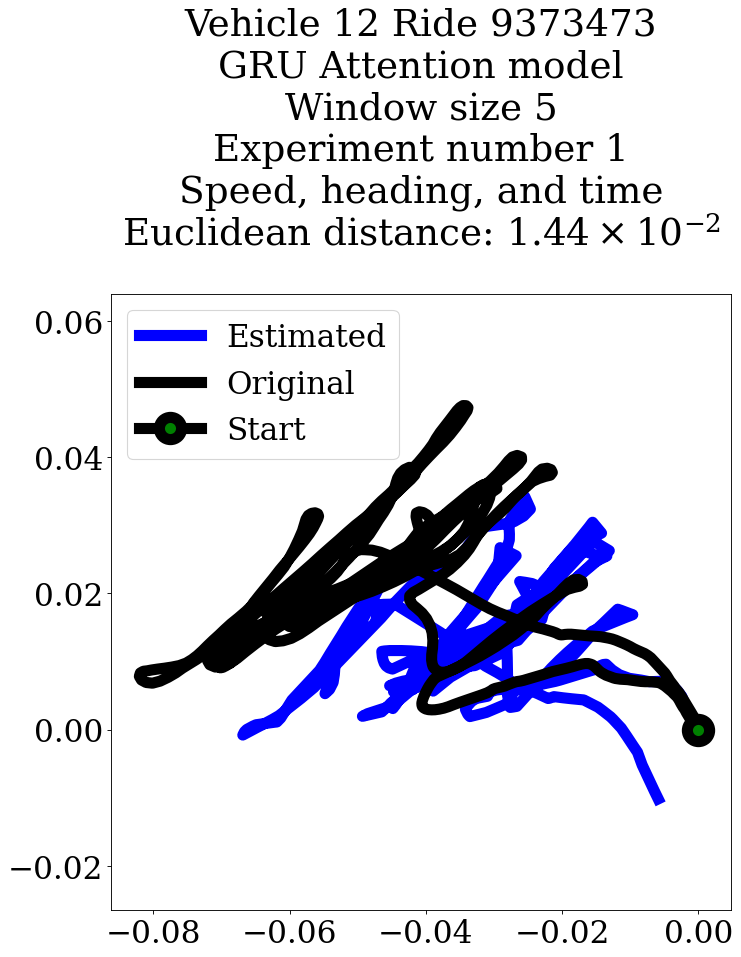 Vehicle 12 Ride 9373473
GRU Attention model
Window size 5
Experiment number 1
Speed, heading, and time
Euclidean distance: 1.44 × 10⁻²
0.06
Estimated
Original
Start
0.04
0.02
0.00
−0.02
−0.08
−0.06
−0.04
−0.02
0.00